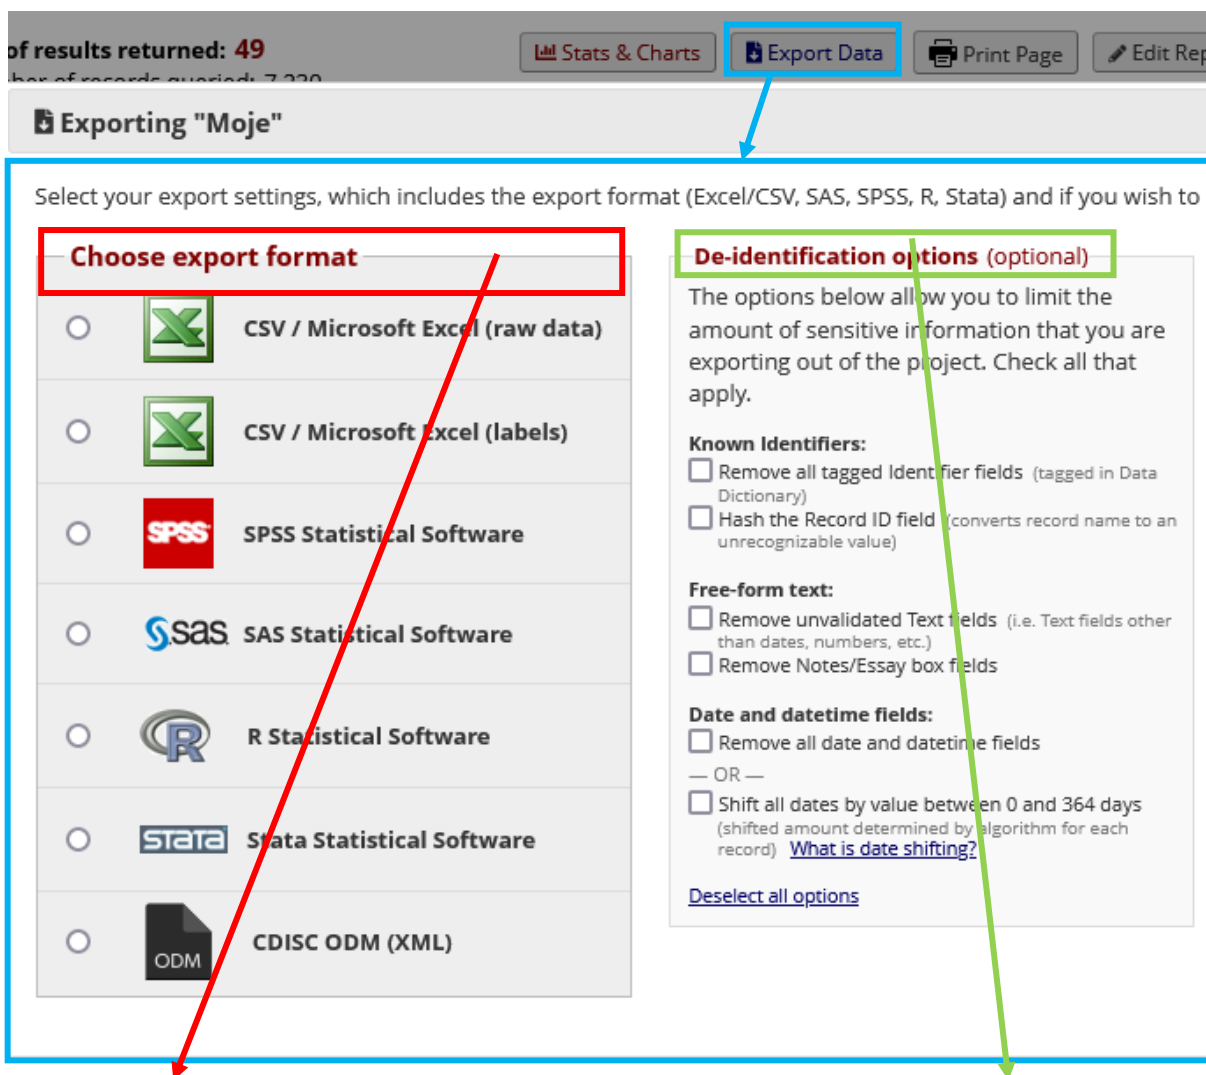 of results returned: 49
Stats & Charts
Export Data
Print Page
Edit Rep
ber of records queried: 7,230
Exporting "Moje"
Select your export settings, which includes the export format (Excel/CSV, SAS, SPSS, R, Stata) and if you wish to
Choose export format
CSV / Microsoft Excel (raw data)
CSV / Microsoft Excel (labels)
SPSS
SPSS Statistical Software
sas
SAS Statistical Software
R
R Statistical Software
STATA
Stata Statistical Software
ODM
CDISC ODM (XML)
De-identification options (optional)
The options below allow you to limit the
amount of sensitive information that you are
exporting out of the project. Check all that
apply.
Known Identifiers:
Remove all tagged Identifier fields (tagged in Data
Dictionary)
Hash the Record ID field (converts record name to an
unrecognizable value)
Free-form text:
Remove unvalidated Text fields (i.e. Text fields other
than dates, numbers, etc.)
Remove Notes/Essay box fields
Date and datetime fields:
Remove all date and datetime fields
— OR —
Shift all dates by value between 0 and 364 days
(shifted amount determined by algorithm for each
record) What is date shifting?
Deselect all options